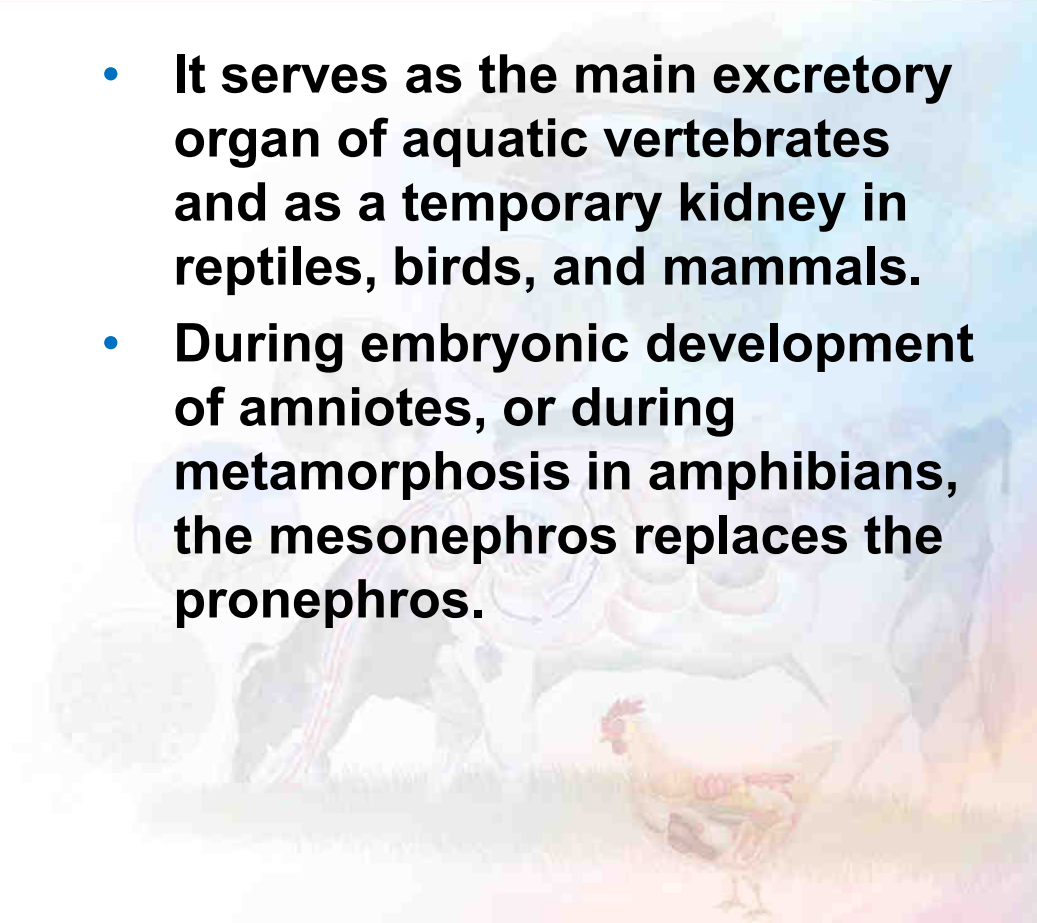 • It serves as the main excretory
organ of aquatic vertebrates
and as a temporary kidney in
reptiles, birds, and mammals.
• During embryonic development
of amniotes, or during
metamorphosis in amphibians,
the mesonephros replaces the
pronephros.